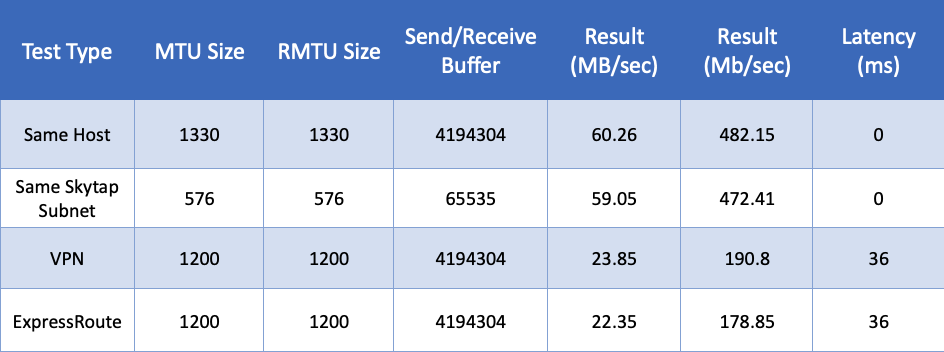 Test Type MTU Size RMTU Size Send/Receive Buffer Result (MB/sec) Result (Mb/sec) Latency (ms)
Same Host 1330 1330 4194304 60.26 482.15 0
Same Skytap Subnet 576 576 65535 59.05 472.41 0
VPN 1200 1200 4194304 23.85 190.8 36
ExpressRoute 1200 1200 4194304 22.35 178.85 36